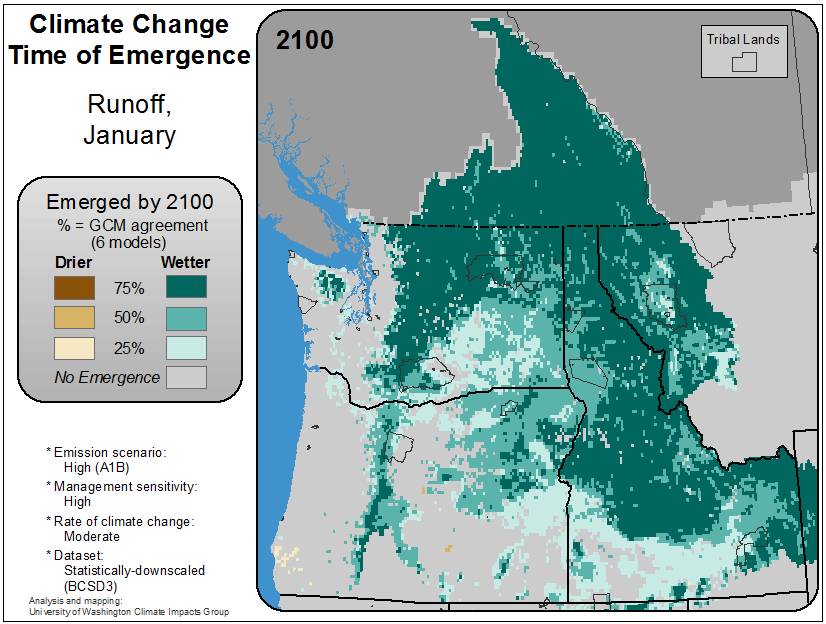 Climate Change
Time of Emergence
Runoff,
January
Emerged by 2100
% = GCM agreement
(6 models)
Drier Wetter
75%
50%
25%
No Emergence
* Emission scenario:
High (A1B)
* Management sensitivity:
High
* Rate of climate change:
Moderate
* Dataset:
Statistically-downscaled
(BCSD3)
Analysis and mapping:
University of Washington Climate Impacts Group
2100
Tribal Lands